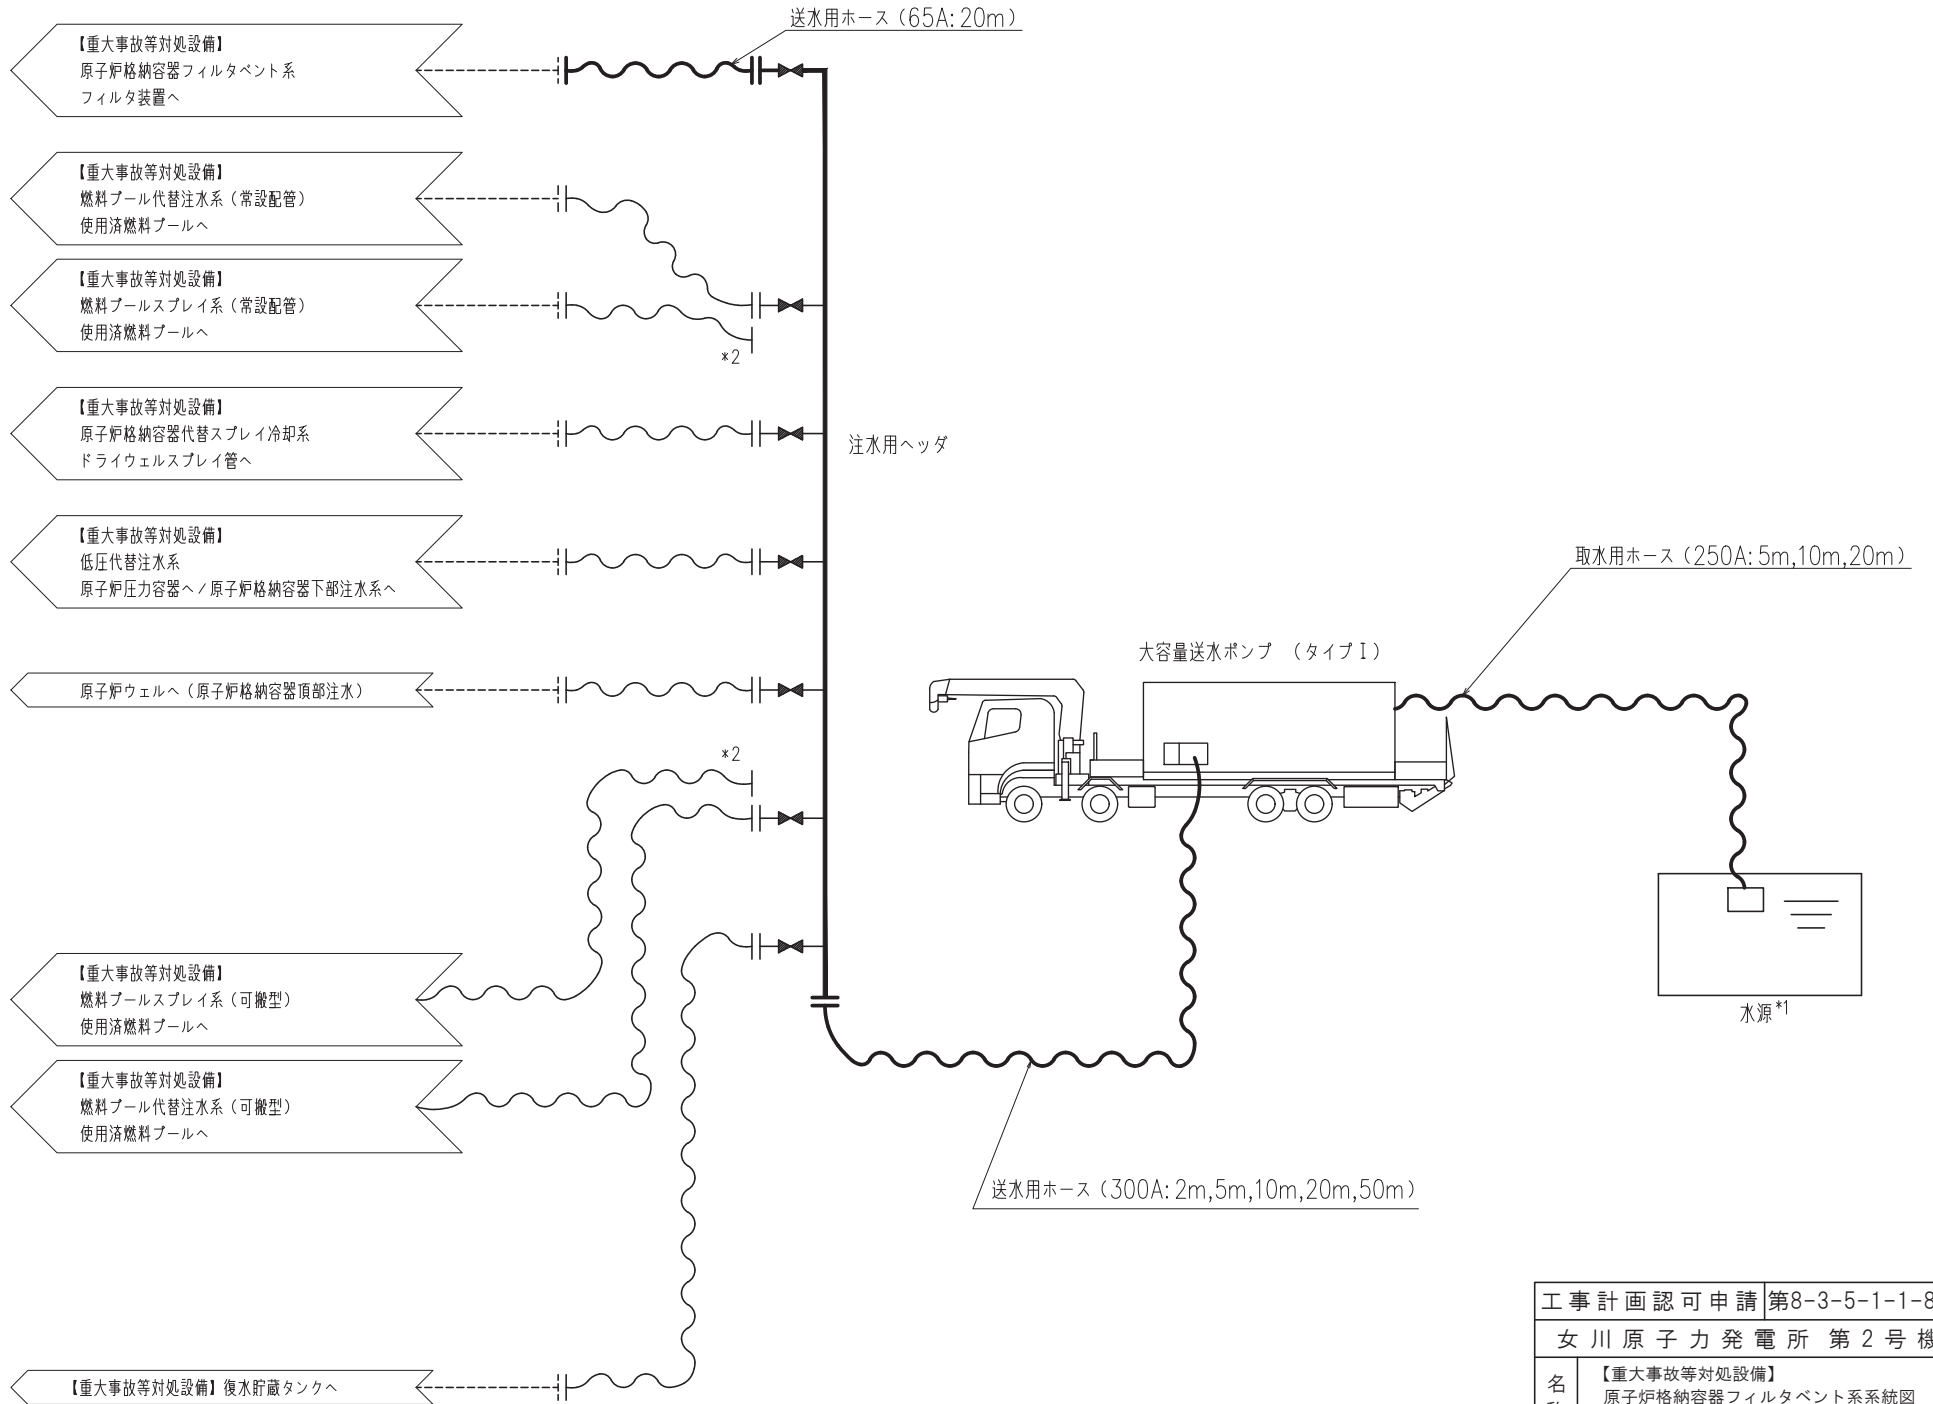 送水用ホース（65A:20m）
【重大事故等対処設備】
原子炉格納容器フィルタベント系
フィルタ装置へ
【重大事故等対処設備】
燃料プール代替注水系（常設配管）
使用済燃料プールへ
【重大事故等対処設備】
燃料プールスプレイ系（常設配管）
使用済燃料プールへ
*2
【重大事故等対処設備】
原子炉格納容器代替スプレイ冷却系
ドライウェルスプレイ管へ
注水用ヘッダ
【重大事故等対処設備】
低圧代替注水系
原子炉圧力容器へ／原子炉格納容器下部注水系へ
取水用ホース（250A:5m,10m,20m）
大容量送水ポンプ （タイプⅠ）
原子炉ウェルへ（原子炉格納容器頂部注水）
*2
【重大事故等対処設備】
燃料プールスプレイ系（可搬型）
使用済燃料プールへ
水源*1
【重大事故等対処設備】
燃料プール代替注水系（可搬型）
使用済燃料プールへ
送水用ホース（300A:2m,5m,10m,20m,50m）
【重大事故等対処設備】復水貯蔵タンクへ
工事計画認可申請 第8-3-5-1-1-8
女川原子力発電所 第2号機
名
【重大事故等対処設備】
原子炉格納容器フィルタベント系系統図